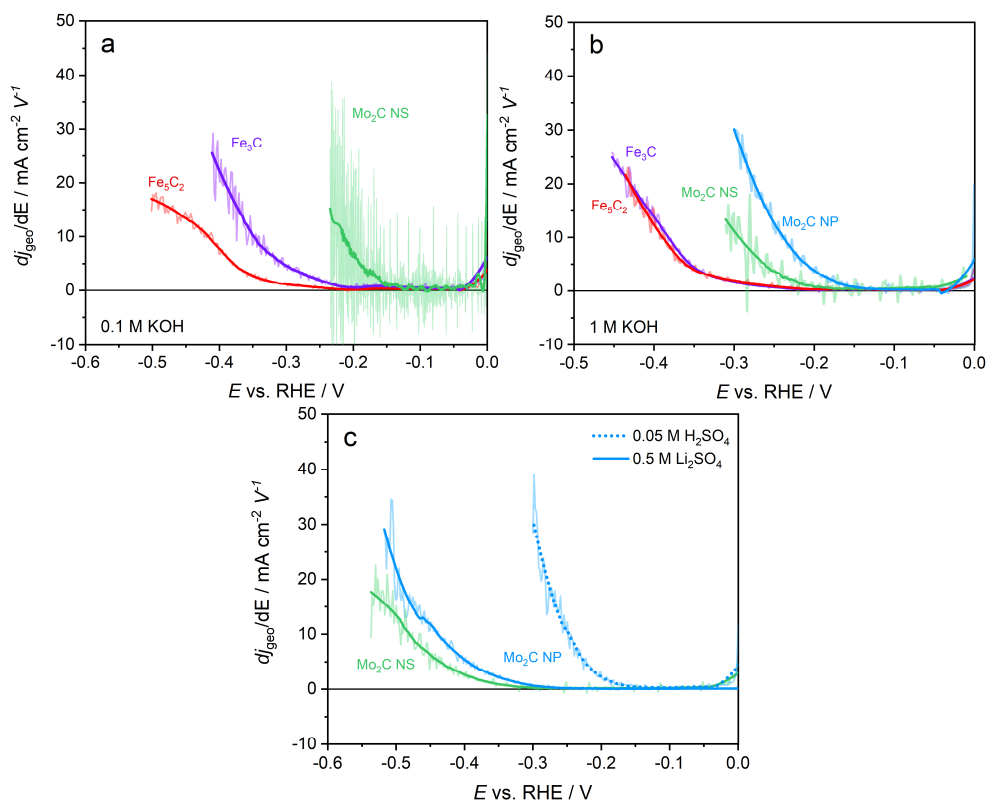 a
50
40
30
20
10
0
-10
dj_geo/dE / mA cm⁻² V⁻¹
Fe₅C₂
Fe₃C
Mo₂C NS
0.1 M KOH
-0.6 -0.5 -0.4 -0.3 -0.2 -0.1 0.0
E vs. RHE / V
b
50
40
30
20
10
0
-10
dj_geo/dE / mA cm⁻² V⁻¹
Fe₃C
Fe₅C₂
Mo₂C NS
Mo₂C NP
1 M KOH
-0.5 -0.4 -0.3 -0.2 -0.1 0.0
E vs. RHE / V
c
0.05 M H₂SO₄
0.5 M Li₂SO₄
50
40
30
20
10
0
-10
dj_geo/dE / mA cm⁻² V⁻¹
Mo₂C NS
Mo₂C NP
-0.6 -0.5 -0.4 -0.3 -0.2 -0.1 0.0
E vs. RHE / V